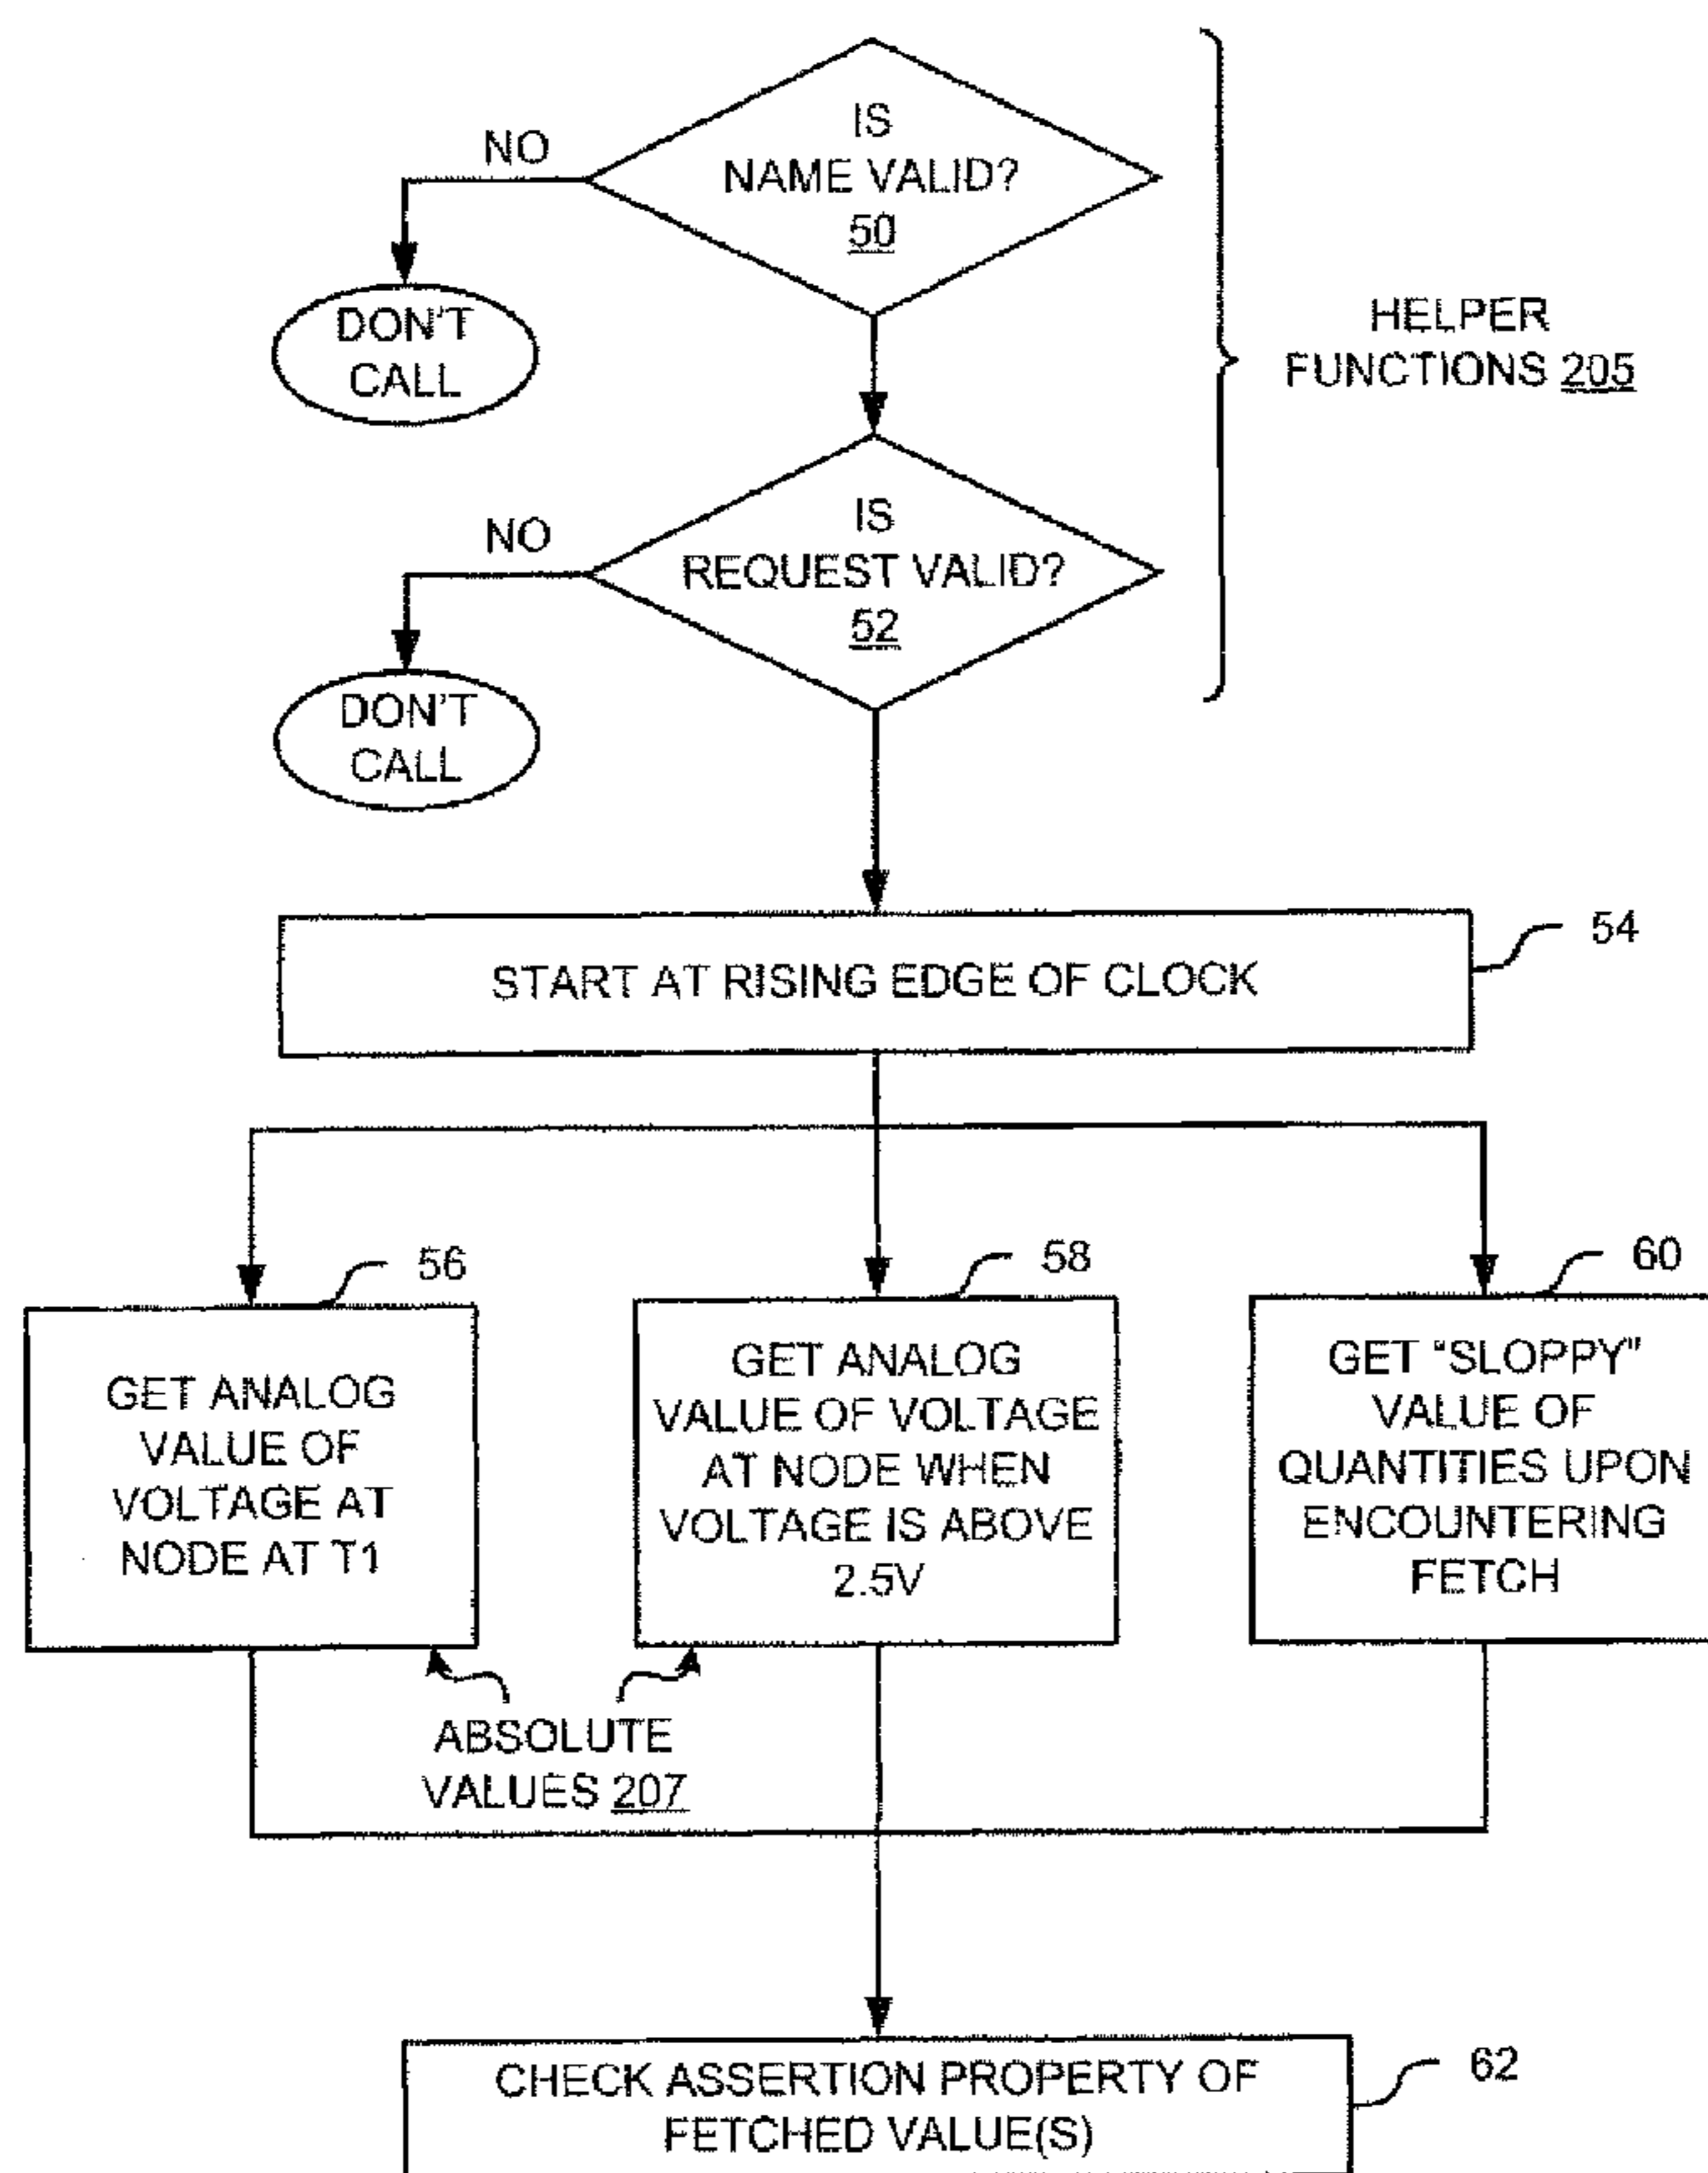 IS
NAME VALID?
50
NO
DON'T
CALL
HELPER
FUNCTIONS 205
IS
REQUEST VALID?
52
NO
DON'T
CALL
START AT RISING EDGE OF CLOCK
54
56
GET ANALOG
VALUE OF
VOLTAGE AT
NODE AT T1
58
GET ANALOG
VALUE OF VOLTAGE
AT NODE WHEN
VOLTAGE IS ABOVE
2.5V
60
GET "SLOPPY"
VALUE OF
QUANTITIES UPON
ENCOUNTERING
FETCH
ABSOLUTE
VALUES 207
CHECK ASSERTION PROPERTY OF
FETCHED VALUE(S)
62